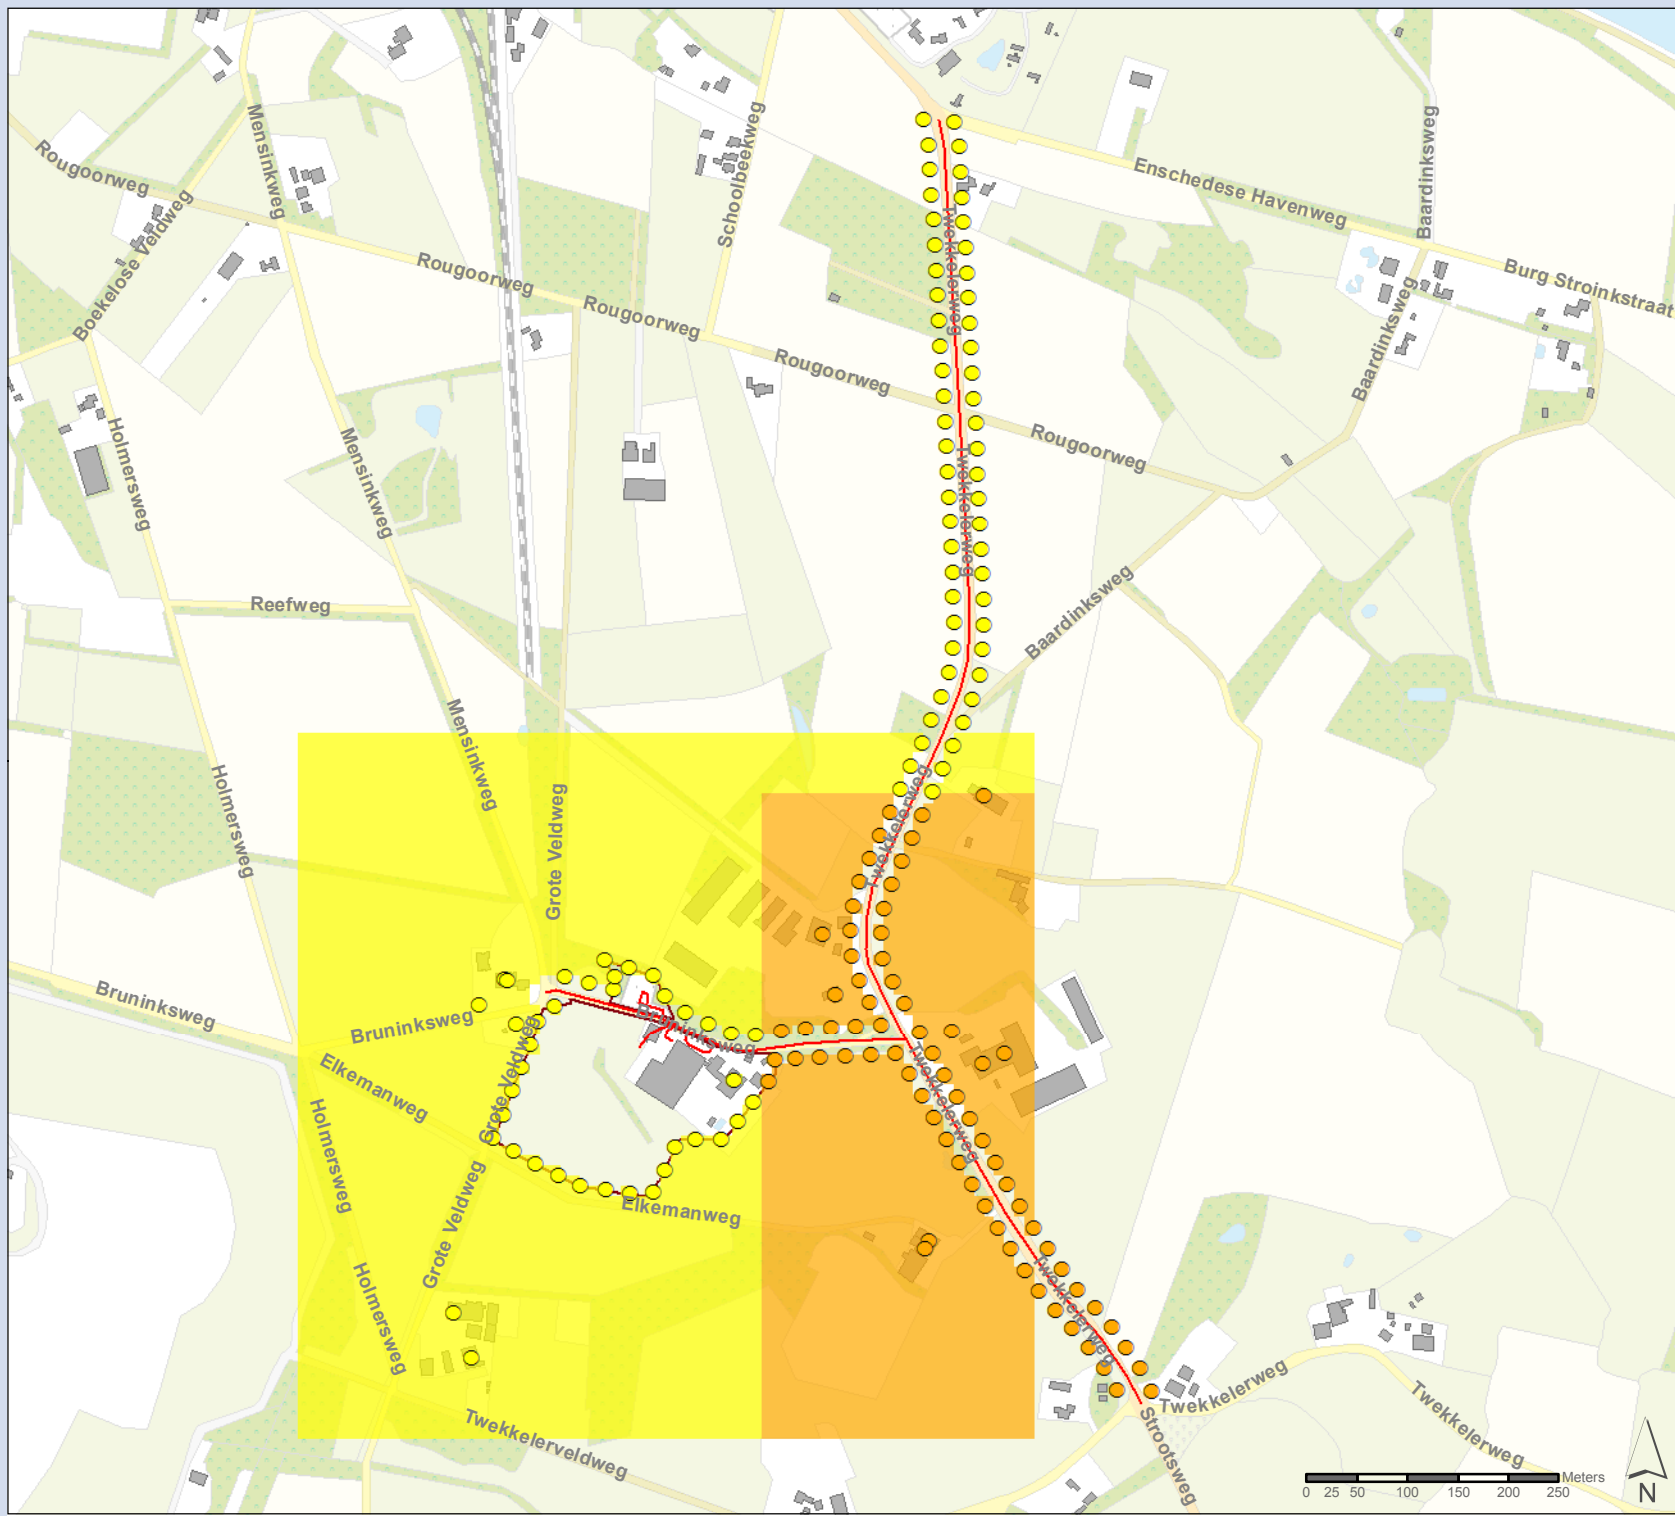 Rougoorweg
Mensinkweg
Boekelose Veldweg
Schoolbeekweg
Enschedese Havenweg
Baardinksweg
Burg Stroinkstraat
Twekkelerweg
Rougoorweg
Rougoorweg
Rougoorweg
Baardinksweg
Holmersweg
Mensinkweg
Rougoorweg
Twekkelerweg
Reefweg
Baardinksweg
Mensinkweg
Holmersweg
Grote Veldweg
Twekkelerweg
Bruninksweg
Bruninksweg
Bruninksweg
Elkemanweg
Grote Veldweg
Twekkelerweg
Holmersweg
Grote Veldweg
Elkemanweg
Holmersweg
Twekkelerweg
Twekkelerweg
Twekkelerweg
Twekkelerveldweg
Strootsweg
Meters
0 25 50 100 150 200 250
N